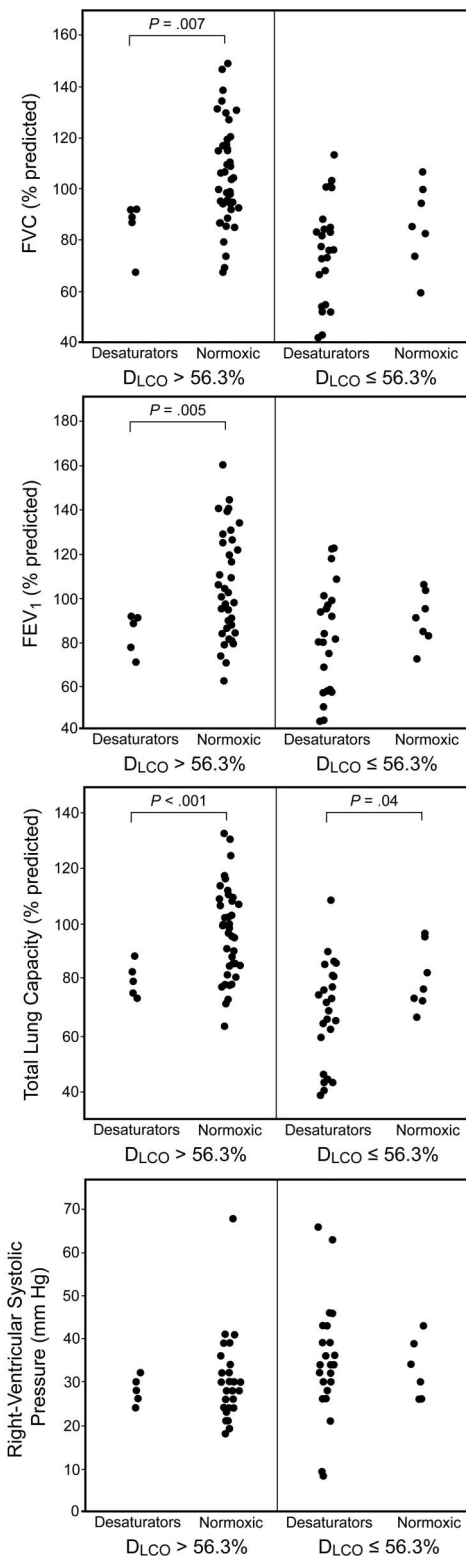 FVC (% predicted)
160
140
120
100
80
60
40
P = .007
Desaturators Normoxic Desaturators Normoxic
DLCO > 56.3% DLCO ≤ 56.3%
FEV1 (% predicted)
180
160
140
120
100
80
60
40
P = .005
Desaturators Normoxic Desaturators Normoxic
DLCO > 56.3% DLCO ≤ 56.3%
Total Lung Capacity (% predicted)
140
120
100
80
60
40
P < .001 P = .04
Desaturators Normoxic Desaturators Normoxic
DLCO > 56.3% DLCO ≤ 56.3%
Right-Ventricular Systolic
Pressure (mm Hg)
70
60
50
40
30
20
10
0
Desaturators Normoxic Desaturators Normoxic
DLCO > 56.3% DLCO ≤ 56.3%